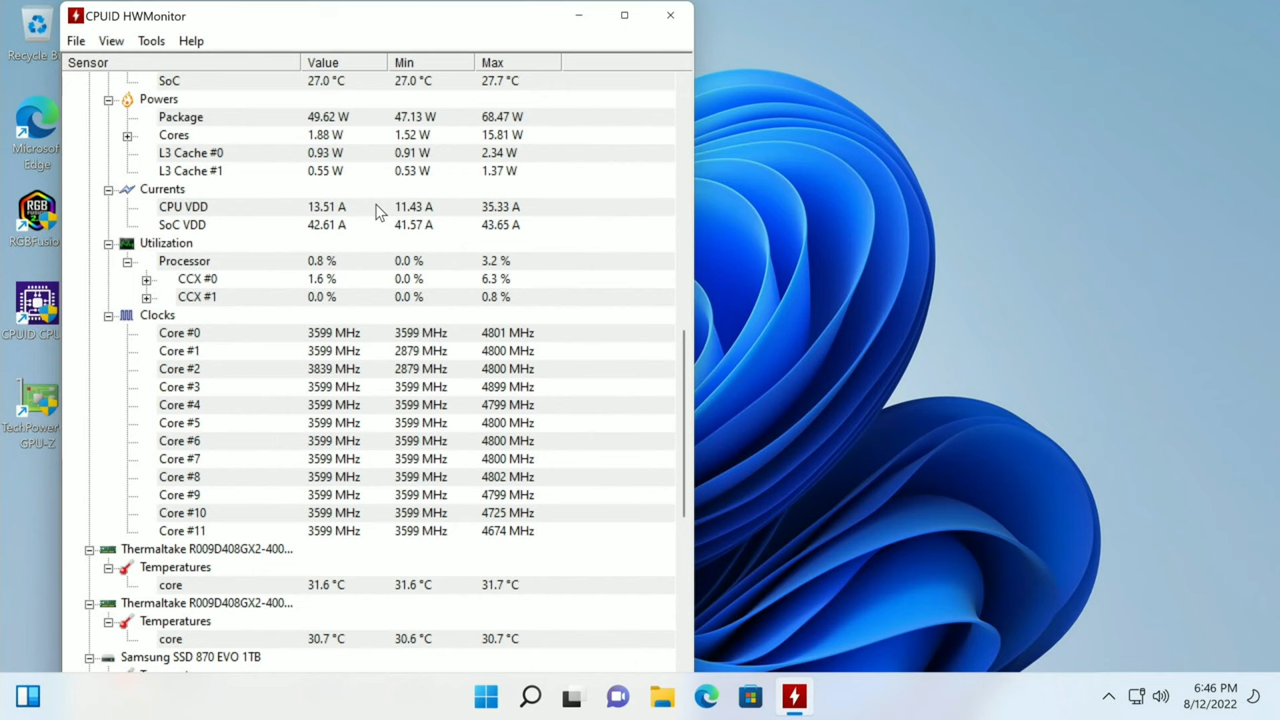 CPUID HWMonitor
File View Tools Help
Sensor Value Min Max
SoC 27.0 °C 27.0 °C 27.7 °C
Powers
Package 49.62 W 47.13 W 68.47 W
Cores 1.88 W 1.52 W 15.81 W
L3 Cache #0 0.93 W 0.91 W 2.34 W
L3 Cache #1 0.55 W 0.53 W 1.37 W
Currents
CPU VDD 13.51 A 11.43 A 35.33 A
SoC VDD 42.61 A 41.57 A 43.65 A
Utilization
Processor 0.8 % 0.0 % 3.2 %
CCX #0 1.6 % 0.0 % 6.3 %
CCX #1 0.0 % 0.0 % 0.8 %
Clocks
Core #0 3599 MHz 3599 MHz 4801 MHz
Core #1 3599 MHz 2879 MHz 4800 MHz
Core #2 3839 MHz 2879 MHz 4800 MHz
Core #3 3599 MHz 3599 MHz 4899 MHz
Core #4 3599 MHz 3599 MHz 4799 MHz
Core #5 3599 MHz 3599 MHz 4800 MHz
Core #6 3599 MHz 3599 MHz 4800 MHz
Core #7 3599 MHz 3599 MHz 4800 MHz
Core #8 3599 MHz 3599 MHz 4802 MHz
Core #9 3599 MHz 3599 MHz 4799 MHz
Core #10 3599 MHz 3599 MHz 4725 MHz
Core #11 3599 MHz 3599 MHz 4674 MHz
Thermaltake R009D408GX2-400...
Temperatures
core 31.6 °C 31.6 °C 31.7 °C
Thermaltake R009D408GX2-400...
Temperatures
core 30.7 °C 30.6 °C 30.7 °C
Samsung SSD 870 EVO 1TB
Recycle Bi
Microsoft
Edge
RGB
FUSION
RGBFusion
CPUID CPU
TechPower
GPU-Z
6:46 PM
8/12/2022